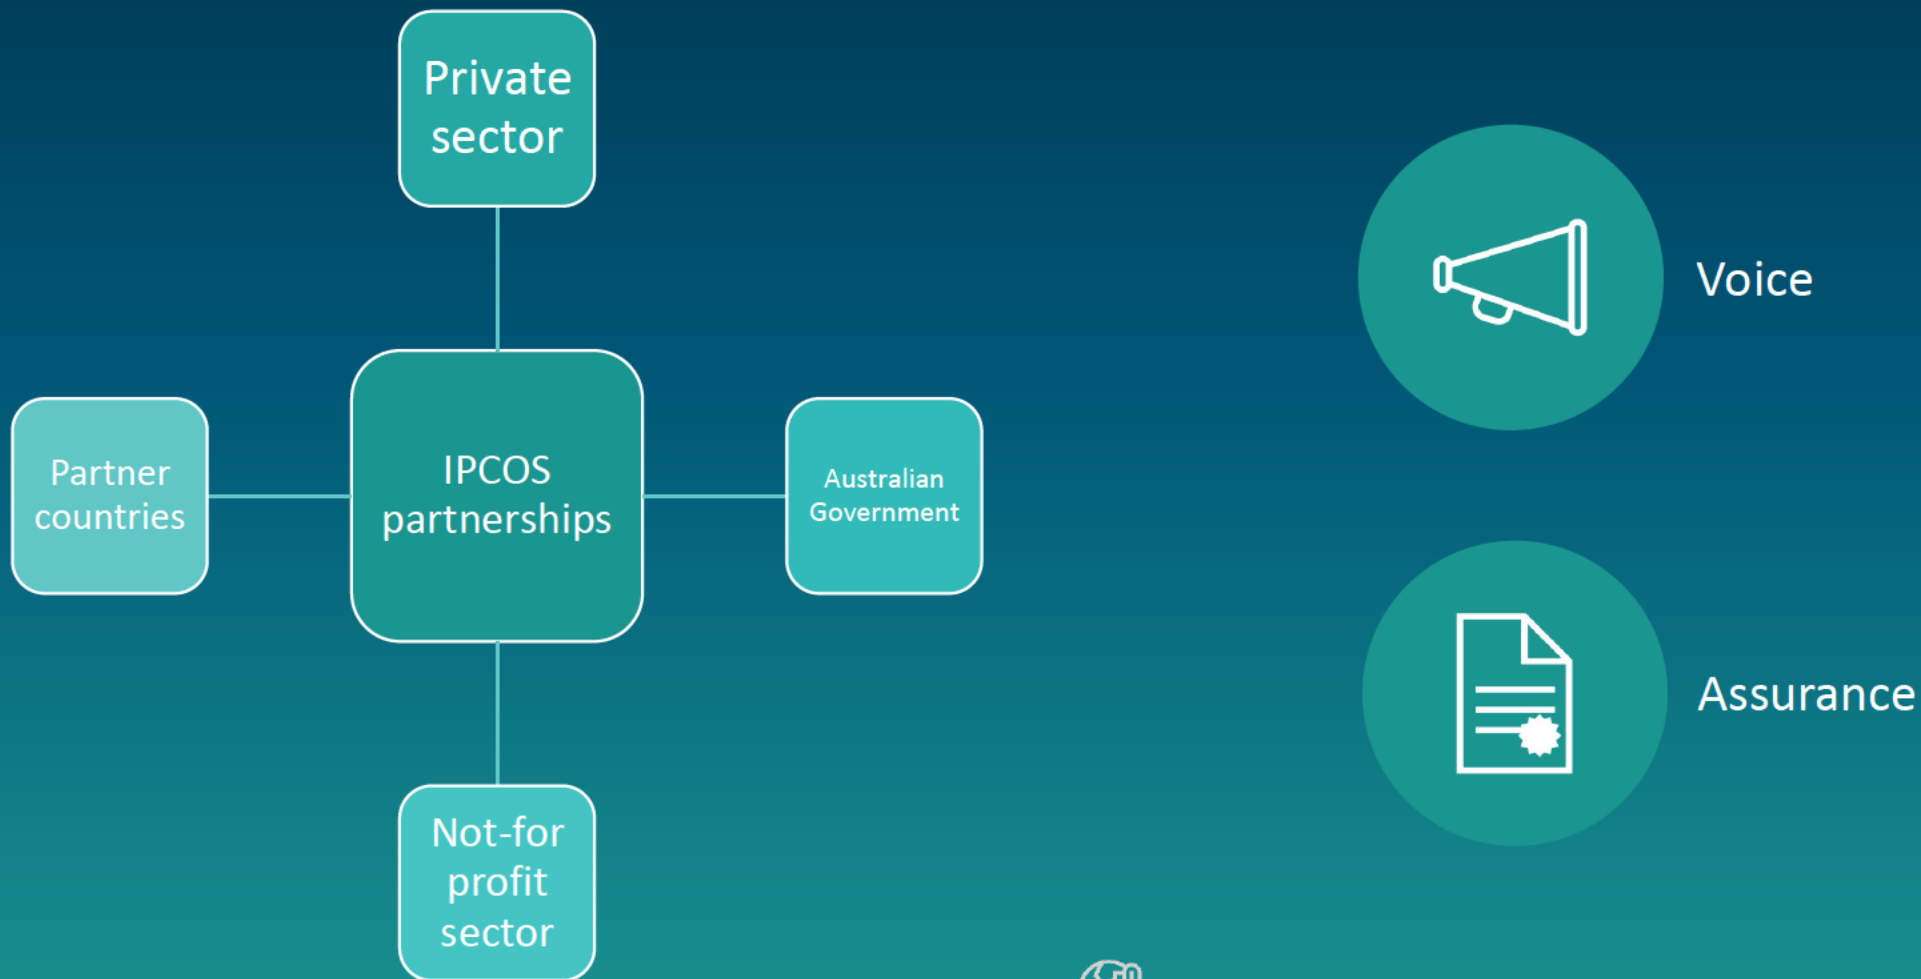 Private
sector
Partner
countries
IPCOS
partnerships
Australian
Government
Not-for
profit
sector
Voice
Assurance